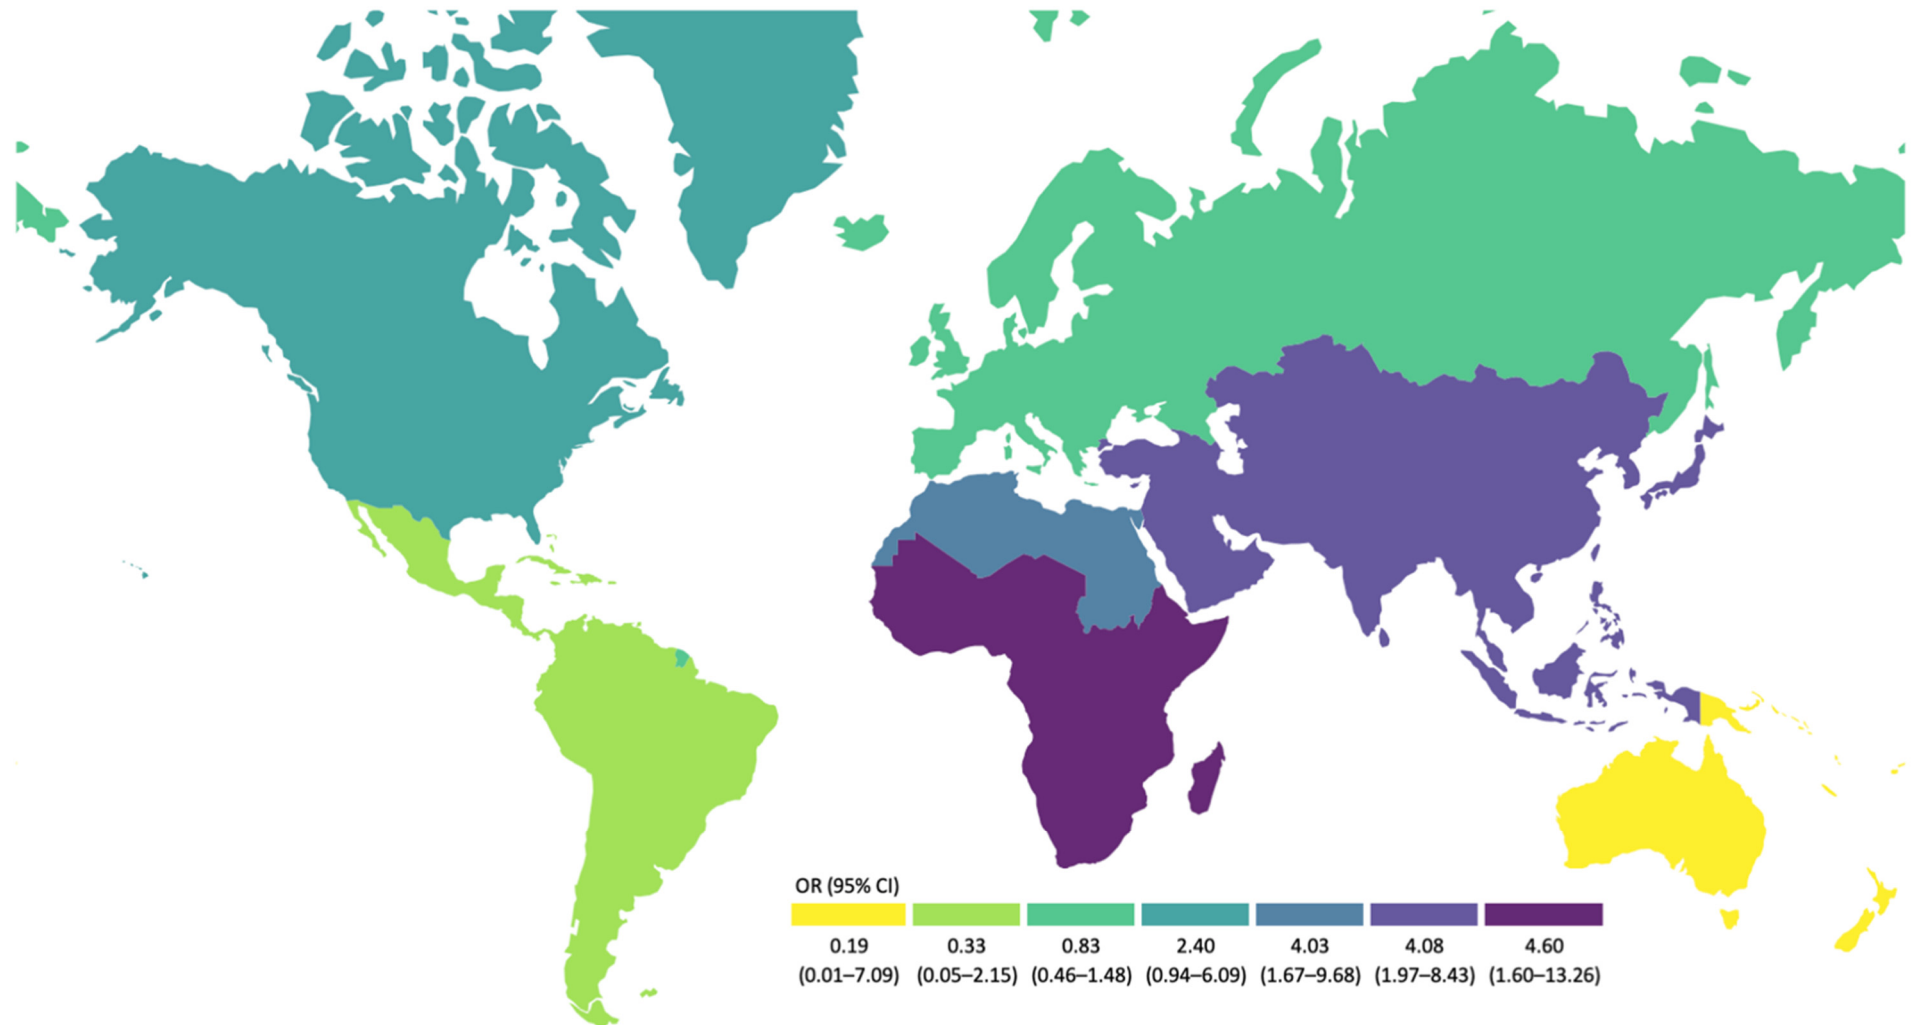 OR (95% CI)
0.19 0.33 0.83 2.40 4.03 4.08 4.60
(0.01–7.09) (0.05–2.15) (0.46–1.48) (0.94–6.09) (1.67–9.68) (1.97–8.43) (1.60–13.26)